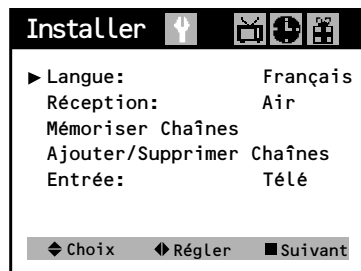 Installer
Langue: Français
Réception: Air
Mémoriser Chaînes
Ajouter/Supprimer Chaînes
Entrée: Télé
Choix Régler Suivant